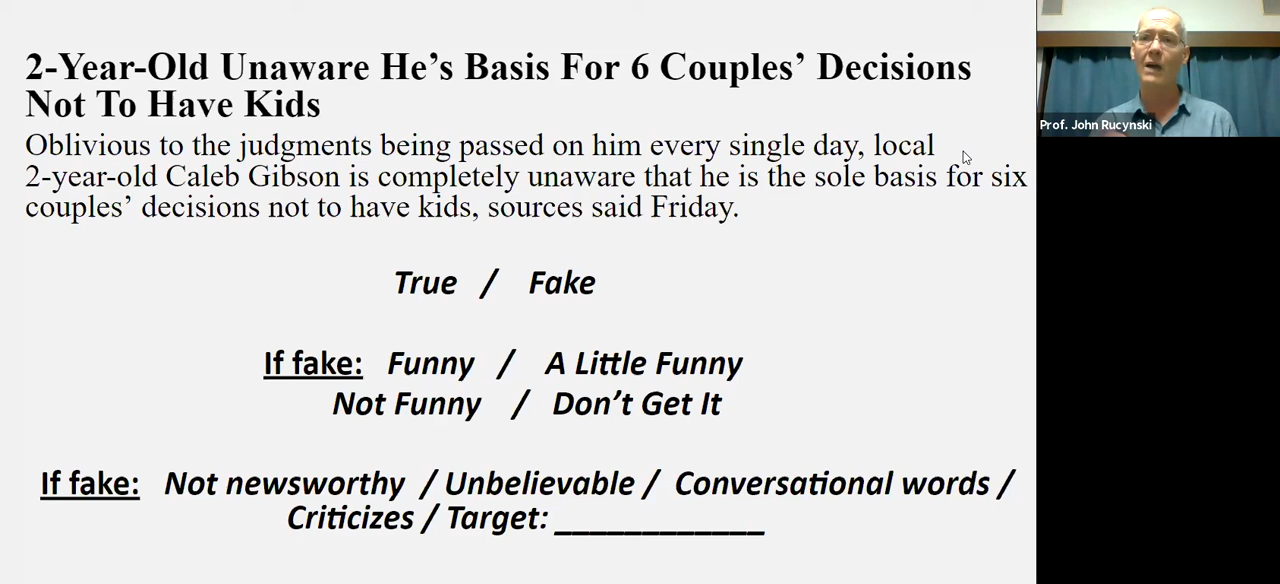 2-Year-Old Unaware He’s Basis For 6 Couples’ Decisions
Not To Have Kids
Oblivious to the judgments being passed on him every single day, local
2-year-old Caleb Gibson is completely unaware that he is the sole basis for six
couples’ decisions not to have kids, sources said Friday.
True / Fake
If fake: Funny / A Little Funny
Not Funny / Don’t Get It
If fake: Not newsworthy / Unbelievable / Conversational words /
Criticizes / Target: ____________
Prof. John Rucynski